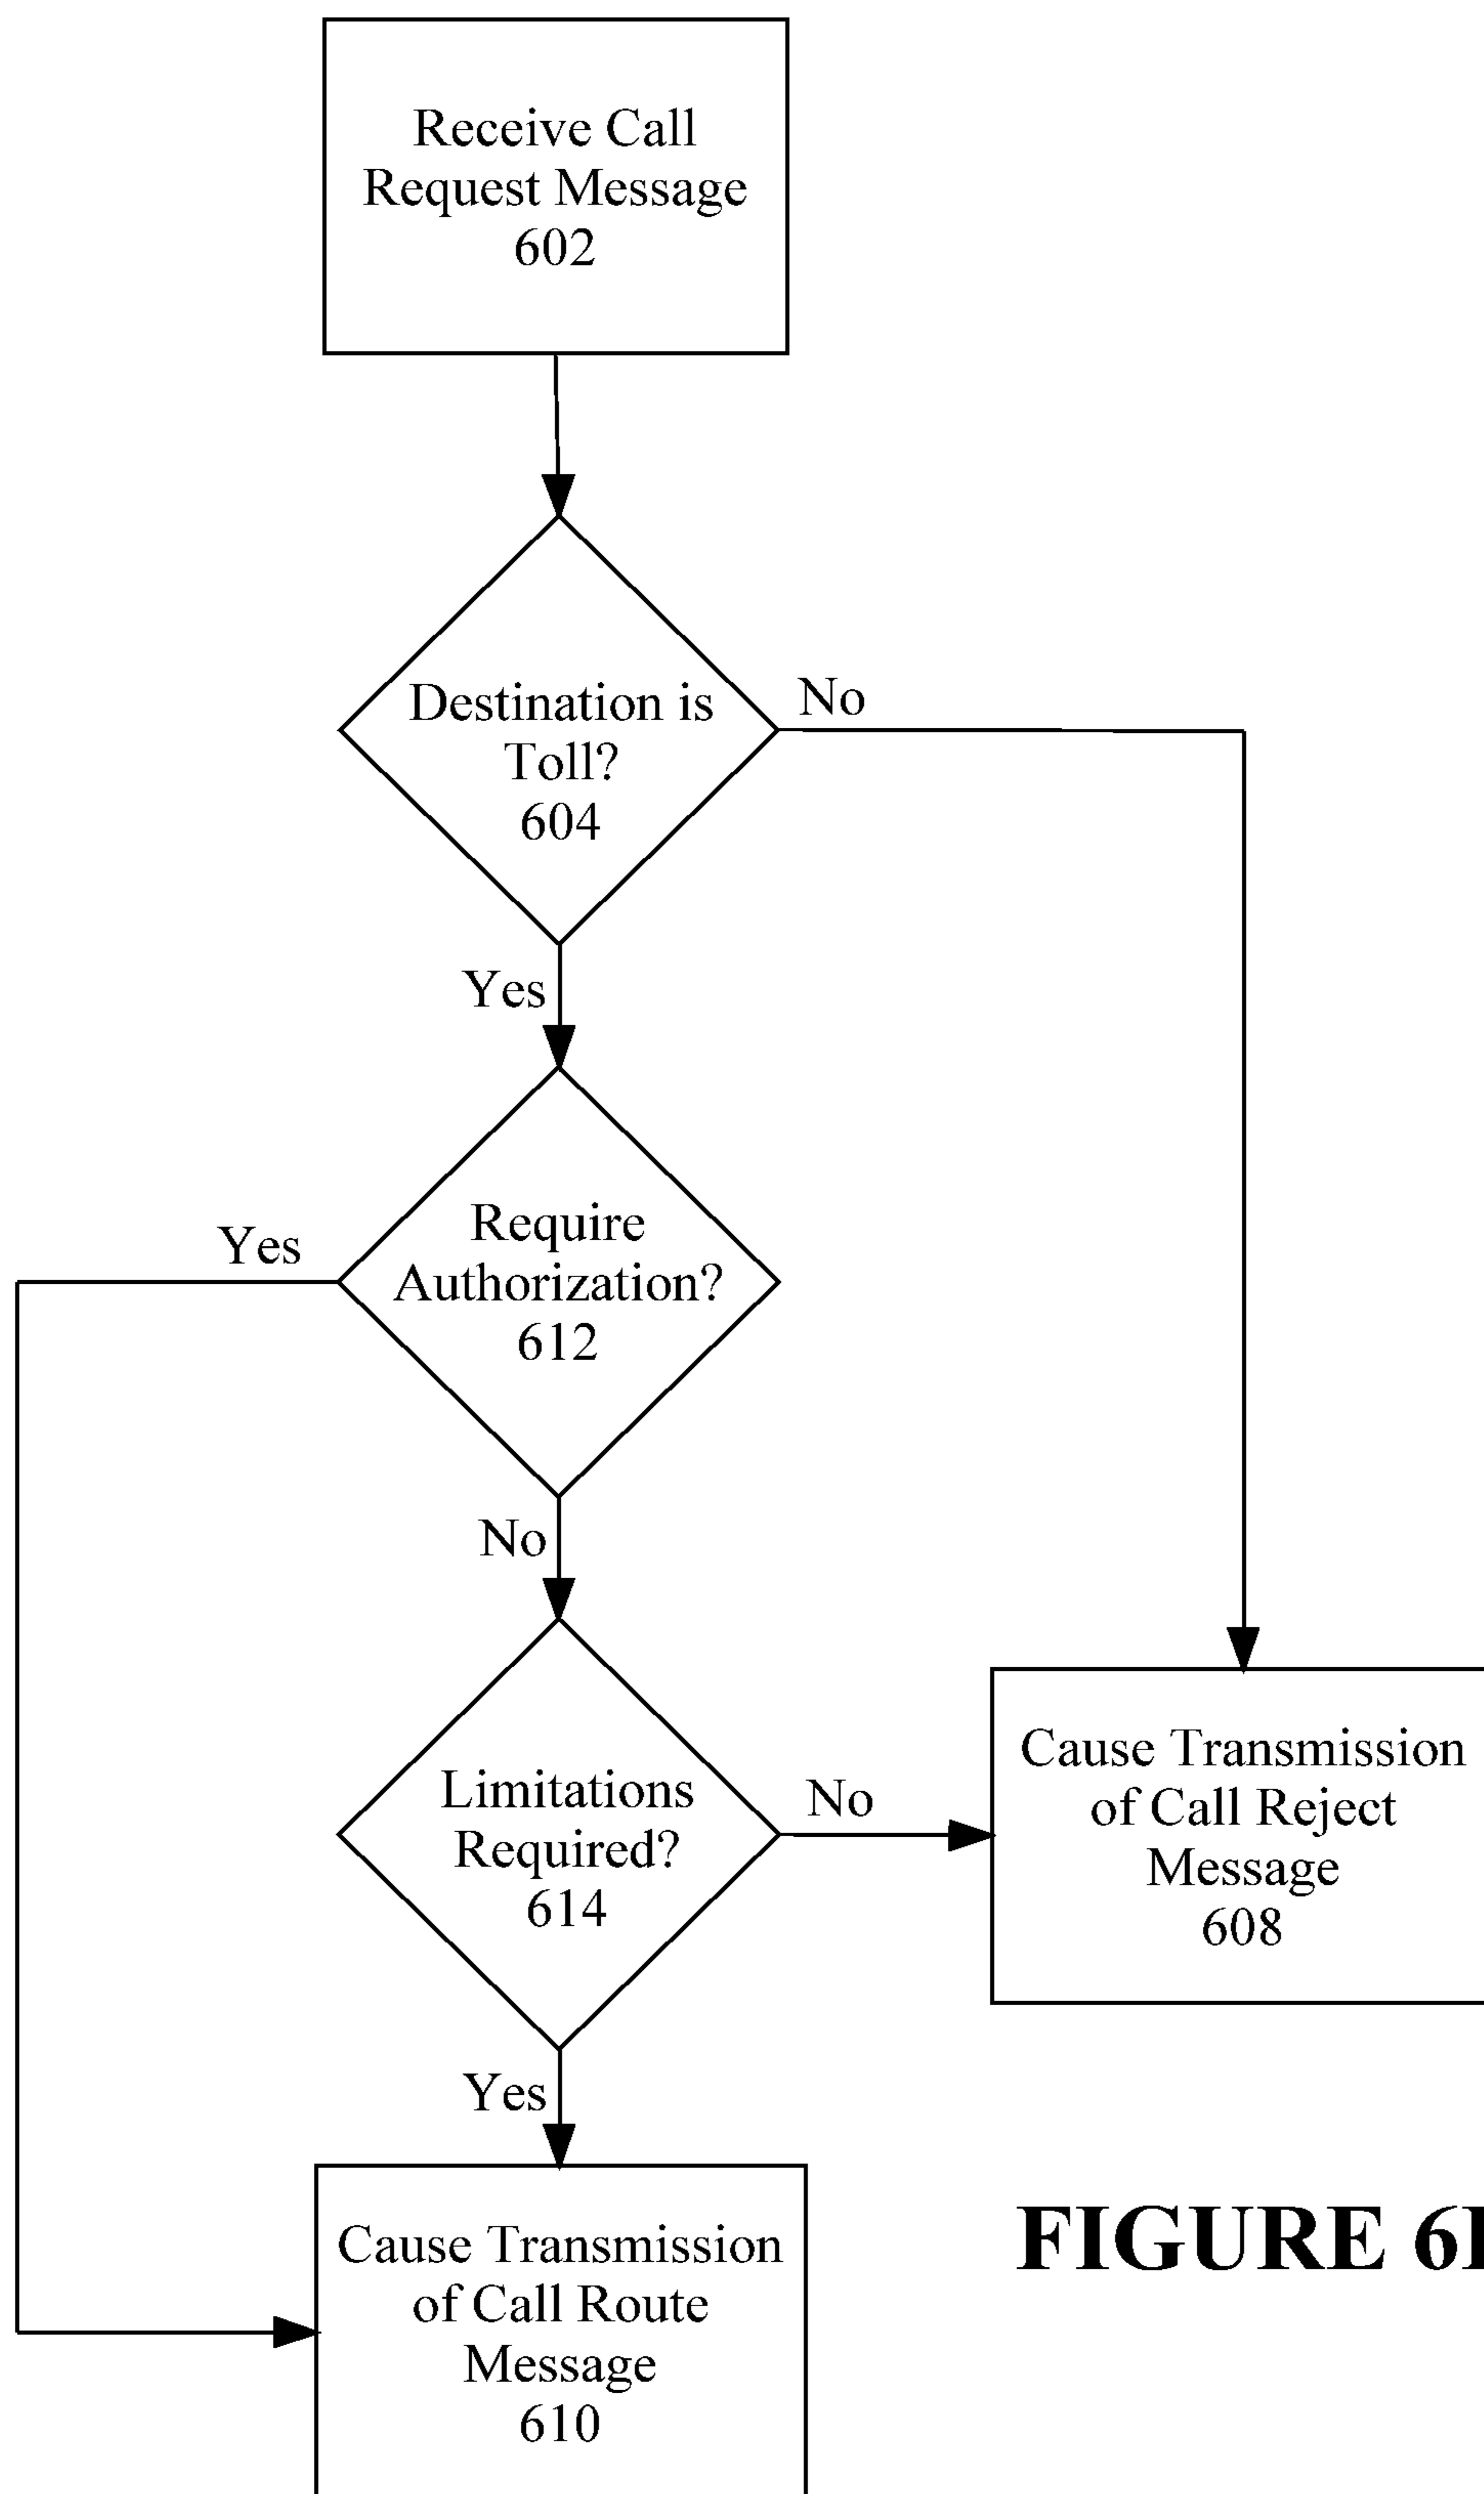 Receive Call
Request Message
602
Destination is
Toll?
604
No
Yes
Require
Authorization?
612
Yes
No
Limitations
Required?
614
No
Cause Transmission
of Call Reject
Message
608
Yes
Cause Transmission
of Call Route
Message
610
FIGURE